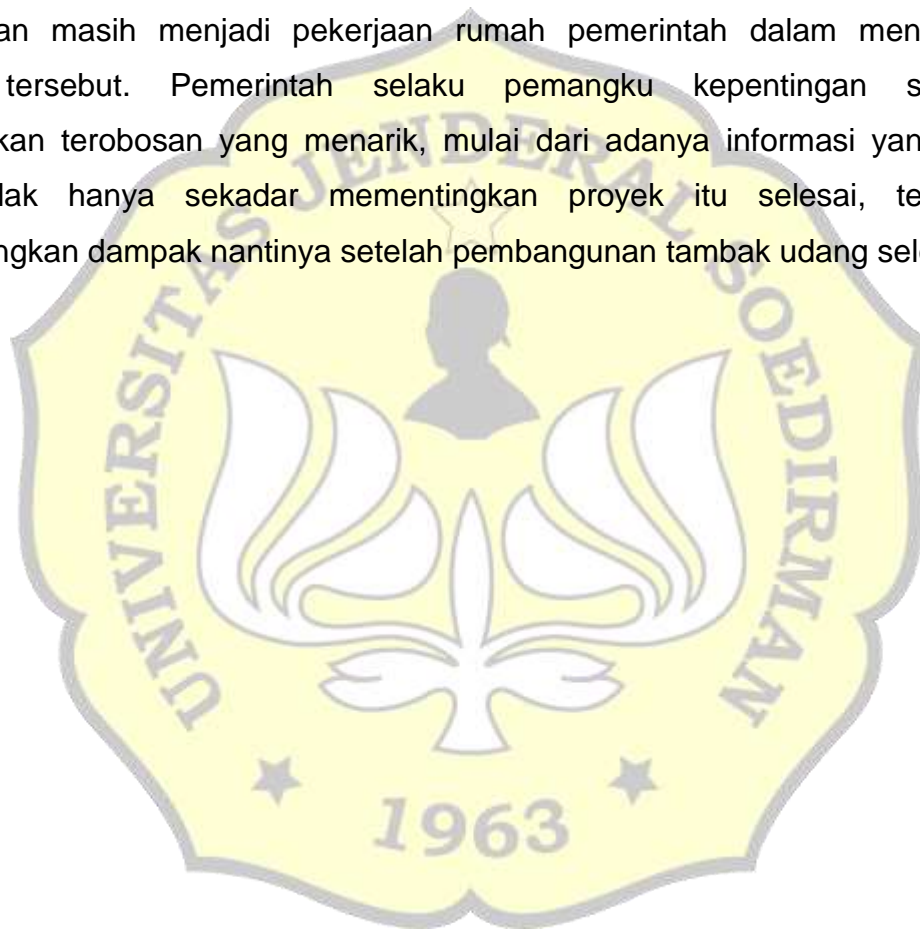 an masih menjadi pekerjaan rumah pemerintah dalam men
tersebut. Pemerintah selaku pemangku kepentingan s
kan terobosan yang menarik, mulai dari adanya informasi yan
lak hanya sekadar mementingkan proyek itu selesai, te
ngkan dampak nantinya setelah pembangunan tambak udang sel
UNIVERSITAS JENDERAL SOEDIRMAN
1963